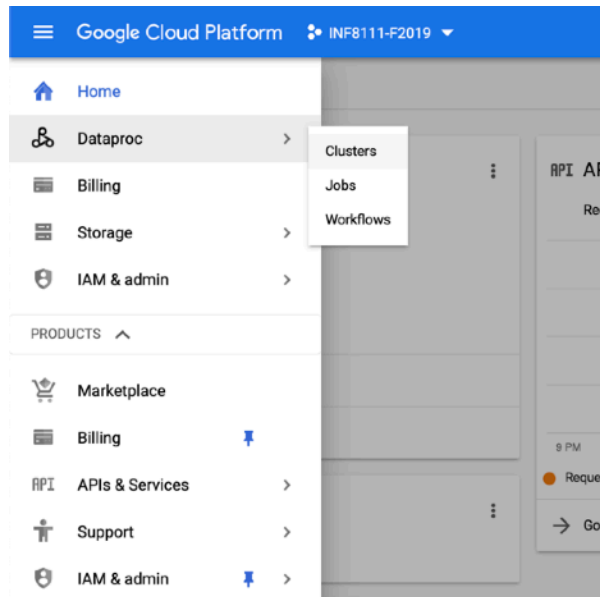 Google Cloud Platform INF8111-F2019
Home
Dataproc
Clusters
Jobs
Workflows
Billing
Storage
IAM & admin
PRODUCTS
Marketplace
Billing
API APIs & Services
Support
IAM & admin
API
9 PM